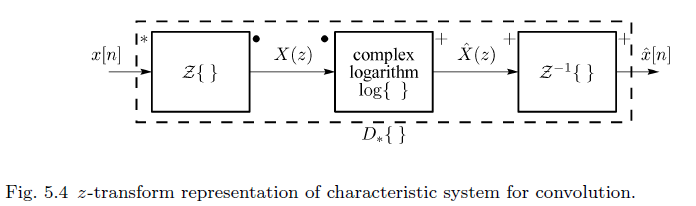 x[n] * Z{ } • X(z) • complex logarithm log{ } + X̂(z) + Z⁻¹{ } + x̂[n]
D∗{ }
Fig. 5.4 z-transform representation of characteristic system for convolution.